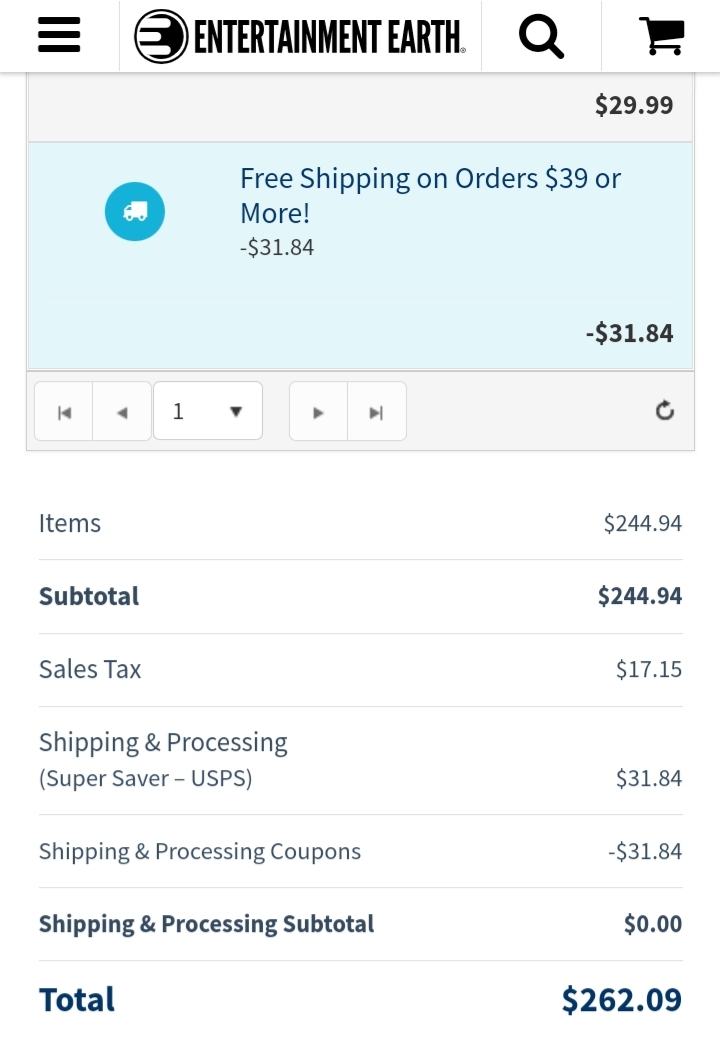 ENTERTAINMENT EARTH®
$29.99
Free Shipping on Orders $39 or
More!
-$31.84
-$31.84
1
Items $244.94
Subtotal $244.94
Sales Tax $17.15
Shipping & Processing
(Super Saver – USPS) $31.84
Shipping & Processing Coupons -$31.84
Shipping & Processing Subtotal $0.00
Total $262.09